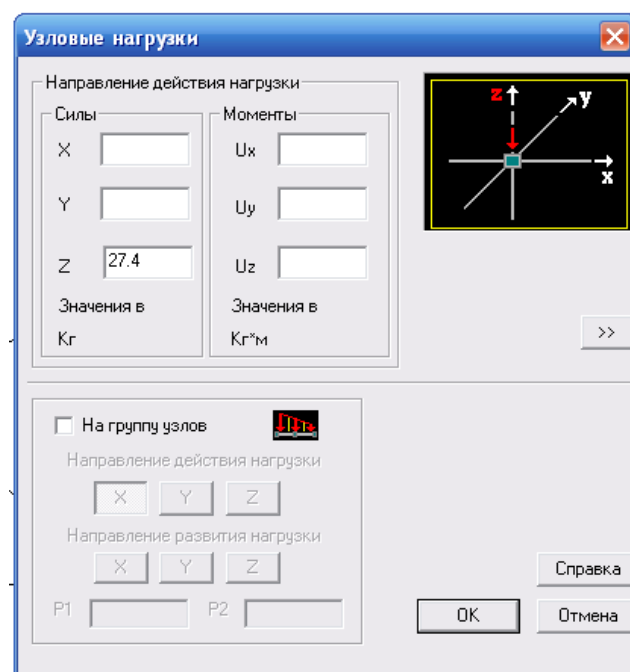 Узловые нагрузки
Направление действия нагрузки
Силы
Моменты
X
Ux
Y
Uy
Z 27.4
Uz
Значения в
Значения в
Кг
Кг*м
z
y
x
>>
На группу узлов
Направление действия нагрузки
X Y Z
Направление развития нагрузки
X Y Z
P1 P2
Справка
OK
Отмена